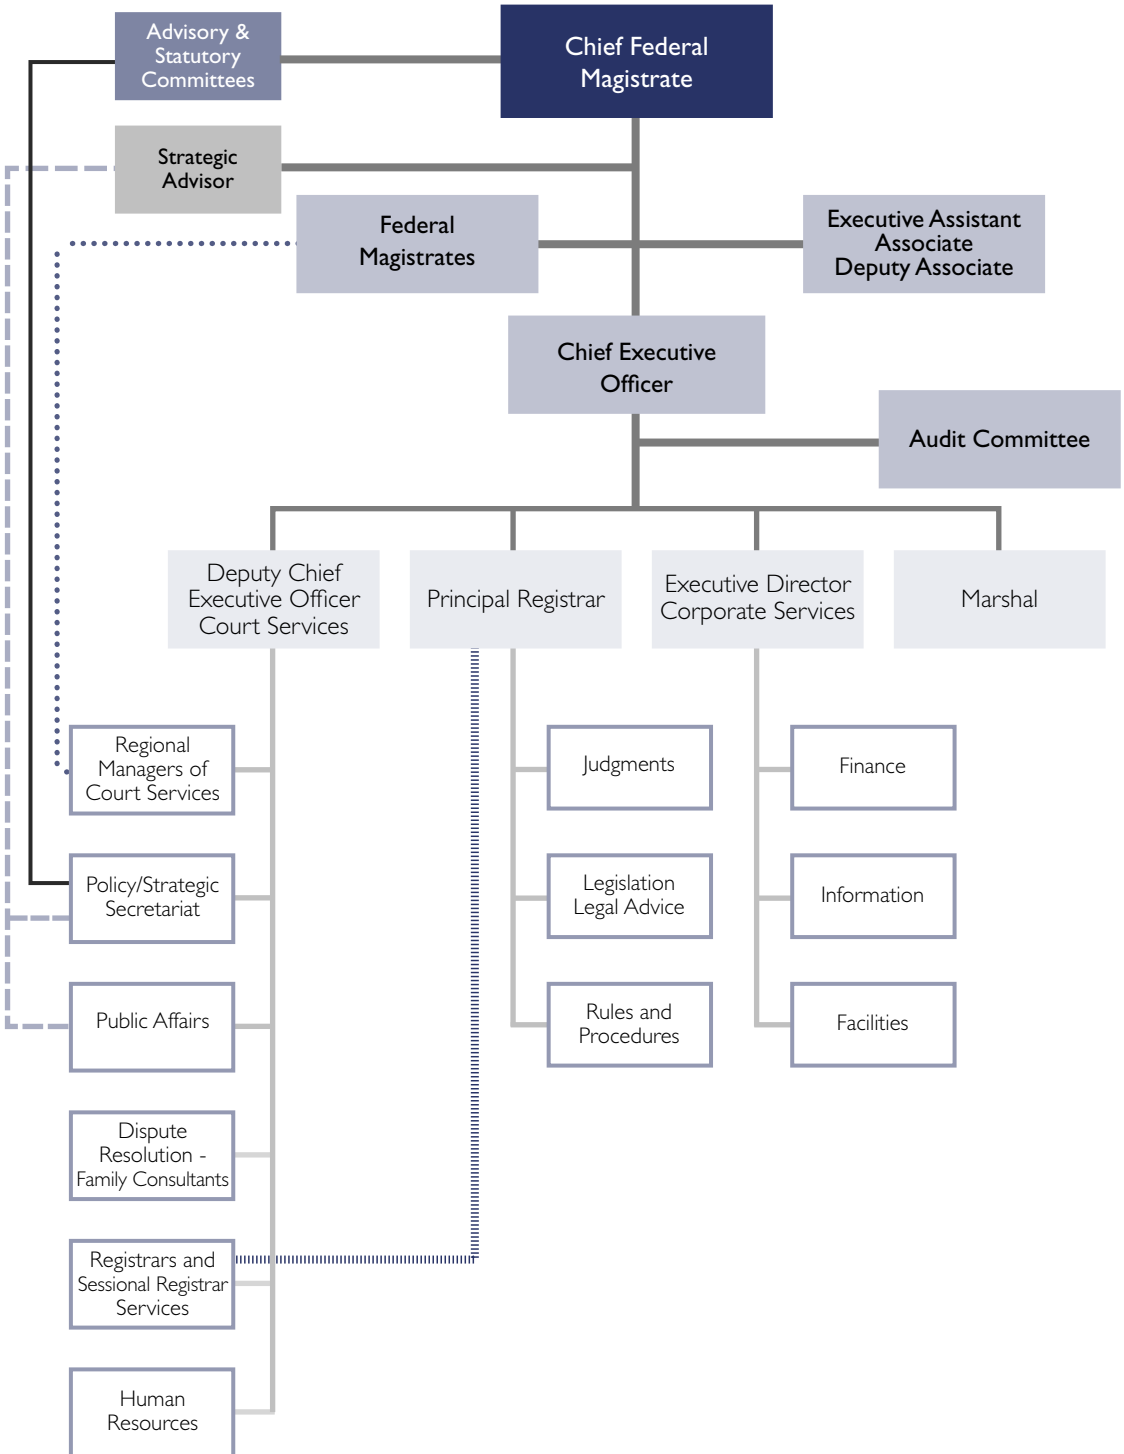 Advisory &
Statutory
Committees
Chief Federal
Magistrate
Strategic
Advisor
Federal
Magistrates
Executive Assistant
Associate
Deputy Associate
Chief Executive
Officer
Audit Committee
Deputy Chief
Executive Officer
Court Services
Principal Registrar
Executive Director
Corporate Services
Marshal
Regional
Managers of
Court Services
Judgments
Finance
Policy/Strategic
Secretariat
Legislation
Legal Advice
Information
Public Affairs
Rules and
Procedures
Facilities
Dispute
Resolution -
Family Consultants
Registrars and
Sessional Registrar
Services
Human
Resources